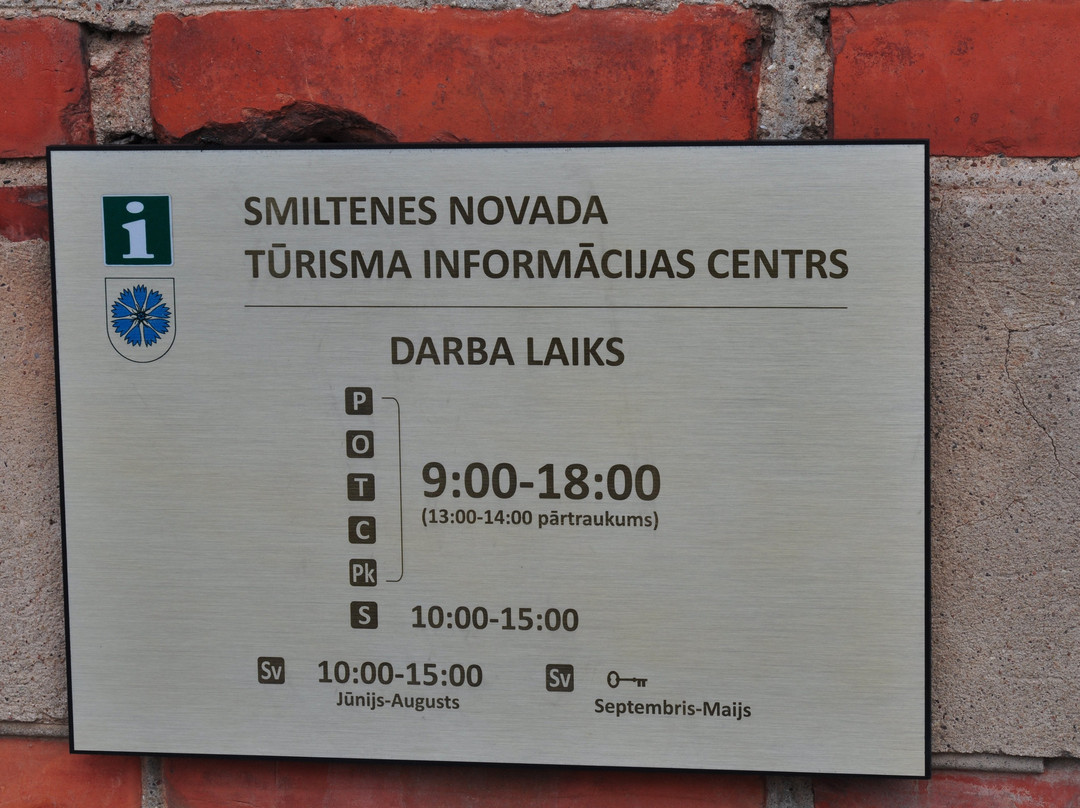 i
SMILTENES NOVADA
TŪRISMA INFORMĀCIJAS CENTRS
DARBA LAIKS
P
O
T
C
Pk
9:00-18:00
(13:00-14:00 pārtraukums)
S 10:00-15:00
Sv 10:00-15:00
Jūnijs-Augusts
Sv
Septembris-Maijs